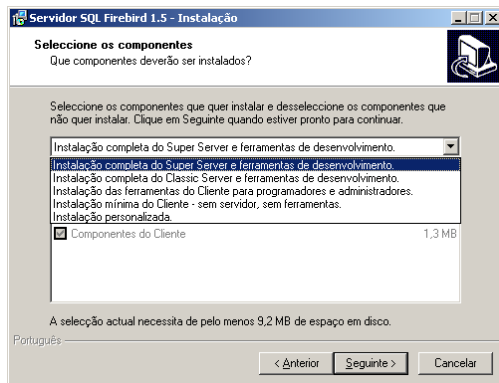 Servidor SQL Firebird 1.5 - Instalação
Seleccione os componentes
Que componentes deverão ser instalados?
Seleccione os componentes que quer instalar e desseleccione os componentes que
não quer instalar. Clique em Seguinte quando estiver pronto para continuar.
Instalação completa do Super Server e ferramentas de desenvolvimento.
Instalação completa do Super Server e ferramentas de desenvolvimento.
Instalação completa do Classic Server e ferramentas de desenvolvimento.
Instalação das ferramentas do Cliente para programadores e administradores.
Instalação mínima do Cliente - sem servidor, sem ferramentas.
Instalação personalizada.
Componentes do Cliente 1,3 MB
A selecção actual necessita de pelo menos 9,2 MB de espaço em disco.
Português
< Anterior Seguinte > Cancelar